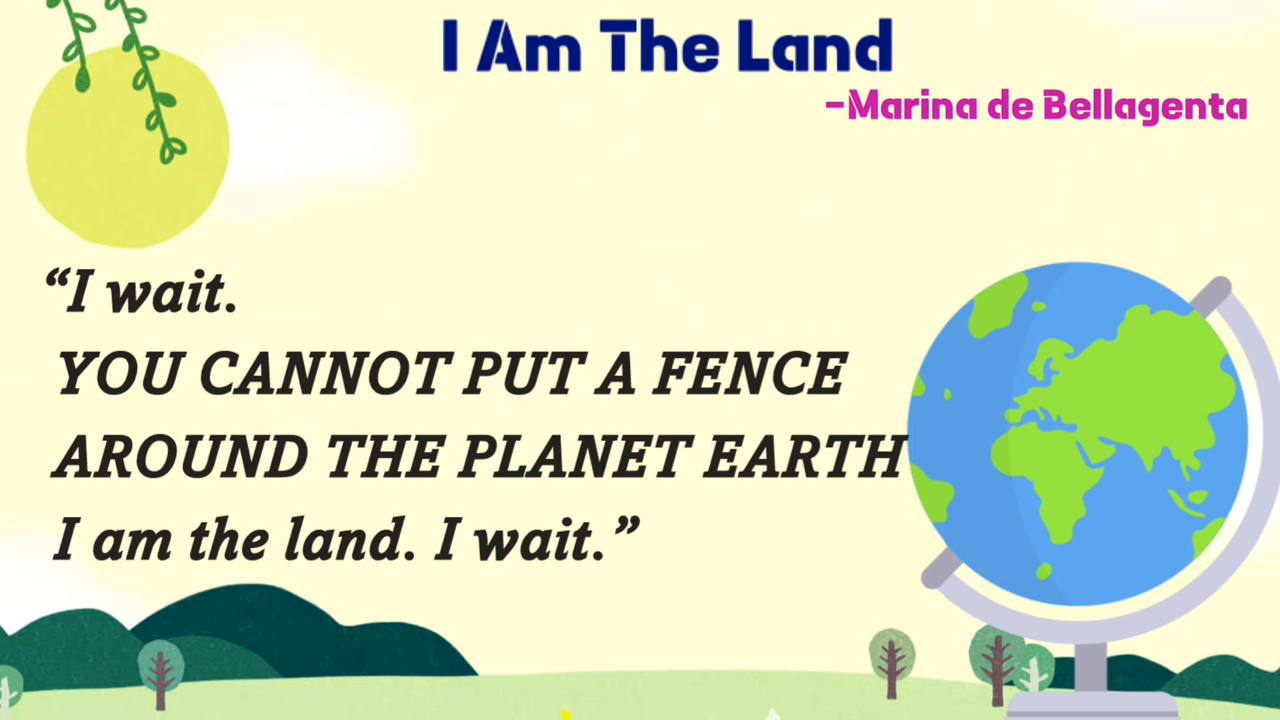 I Am The Land
-Marina de Bellagenta
“I wait.
YOU CANNOT PUT A FENCE
AROUND THE PLANET EARTH
I am the land. I wait.”